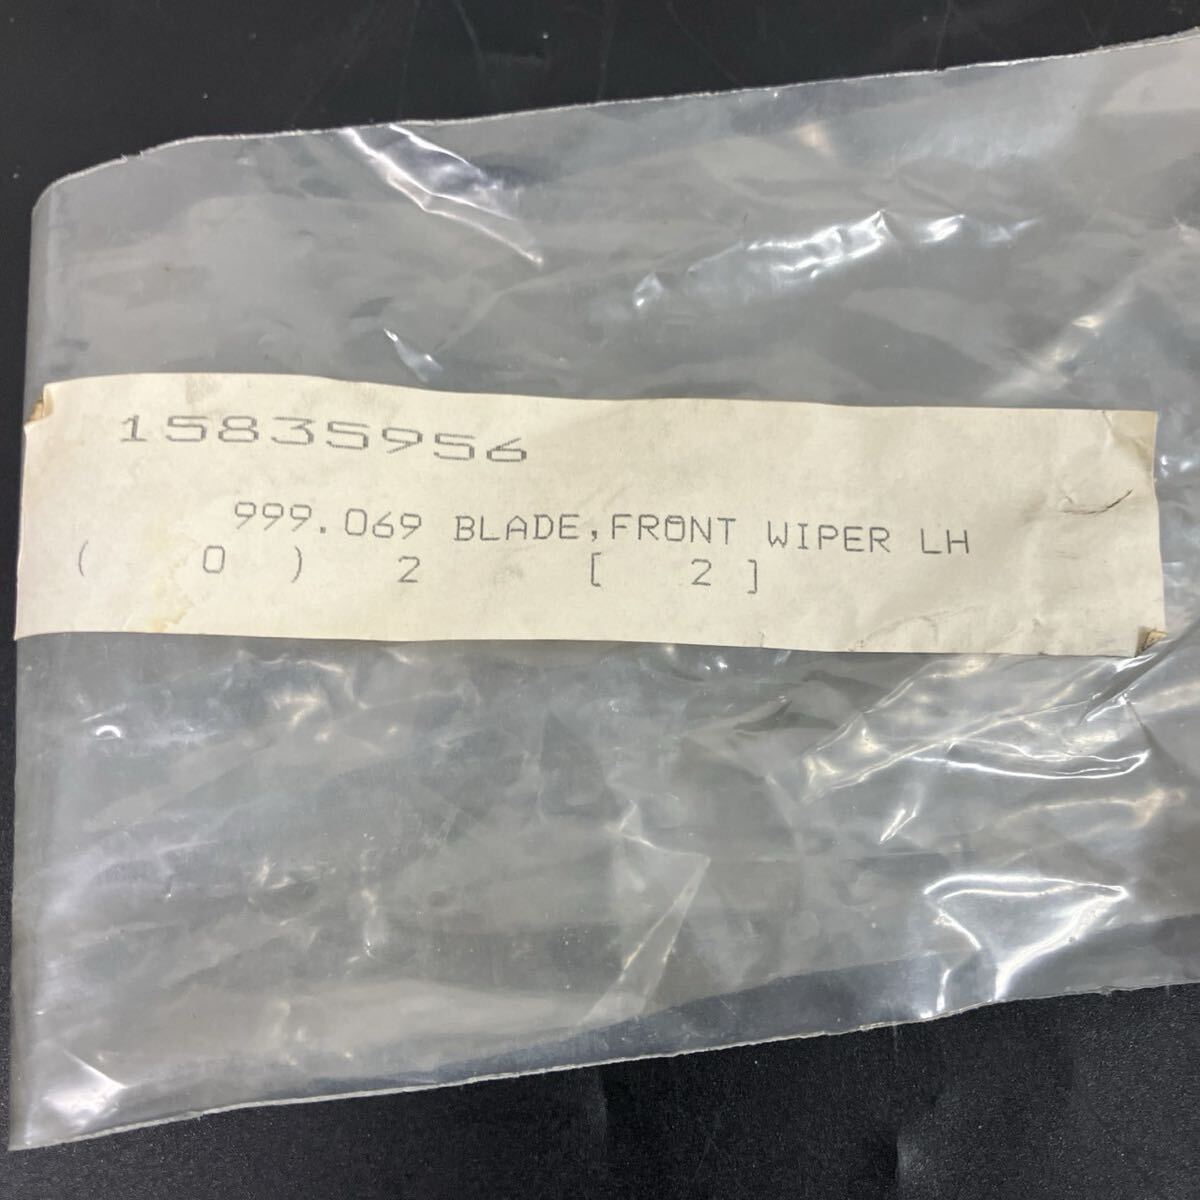 15835956
999.069 BLADE,FRONT WIPER LH
( 0 ) 2 [ 2 ]